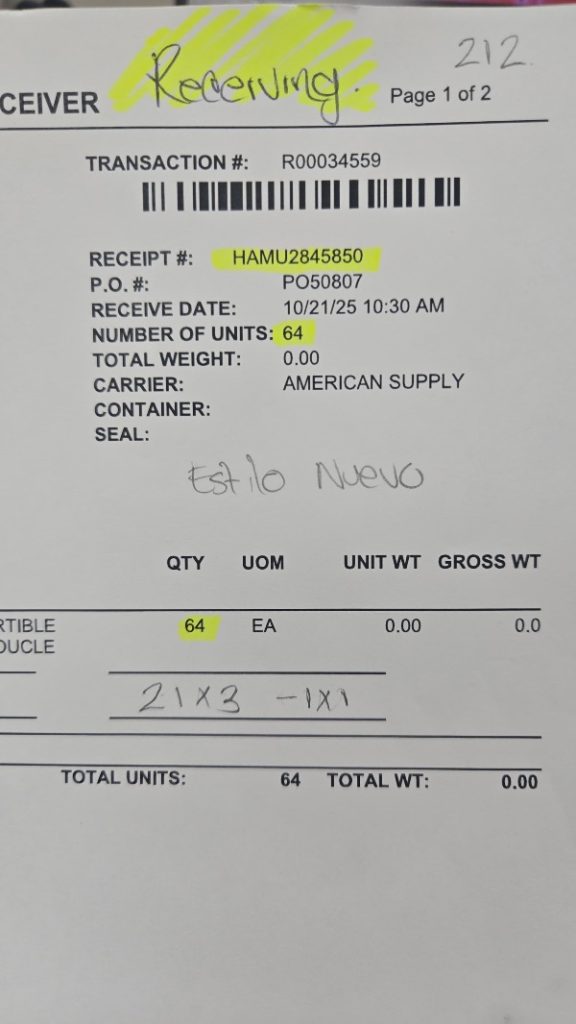 212.
CEIVER Receiving. Page 1 of 2
TRANSACTION #: R00034559
RECEIPT #: HAMU2845850
P.O. #: PO50807
RECEIVE DATE: 10/21/25 10:30 AM
NUMBER OF UNITS: 64
TOTAL WEIGHT: 0.00
CARRIER: AMERICAN SUPPLY
CONTAINER:
SEAL:
Estilo Nuevo
QTY UOM UNIT WT GROSS WT
RTIBLE 64 EA 0.00 0.0
OUCLE
21X3 -1X1
TOTAL UNITS: 64 TOTAL WT: 0.00